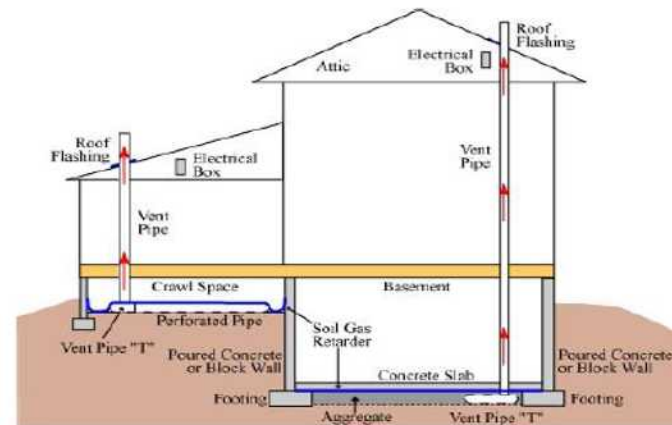 Roof
Flashing
Electrical
Box
Attic
Roof
Flashing
Electrical
Box
Vent
Pipe
Vent
Pipe
Crawl Space
Basement
Perforated Pipe
Soil Gas
Retarder
Vent Pipe "T"
Poured Concrete
or Block Wall
Poured Concrete
or Block Wall
Concrete Slab
Footing
Footing
Aggregate
Vent Pipe "T"